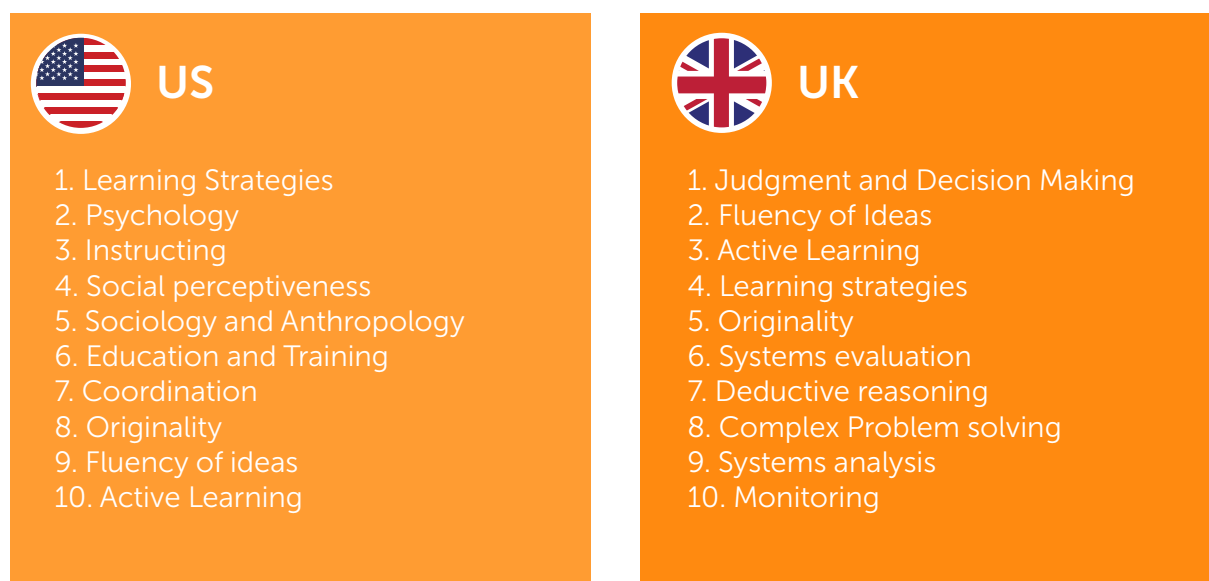 US
1. Learning Strategies
2. Psychology
3. Instructing
4. Social perceptiveness
5. Sociology and Anthropology
6. Education and Training
7. Coordination
8. Originality
9. Fluency of ideas
10. Active Learning
UK
1. Judgment and Decision Making
2. Fluency of Ideas
3. Active Learning
4. Learning strategies
5. Originality
6. Systems evaluation
7. Deductive reasoning
8. Complex Problem solving
9. Systems analysis
10. Monitoring